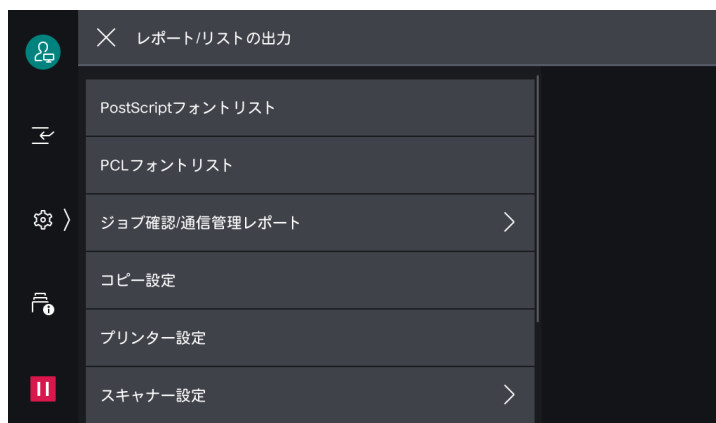 レポート/リストの出力
PostScriptフォントリスト
PCLフォントリスト
ジョブ確認/通信管理レポート
コピー設定
プリンター設定
スキャナー設定